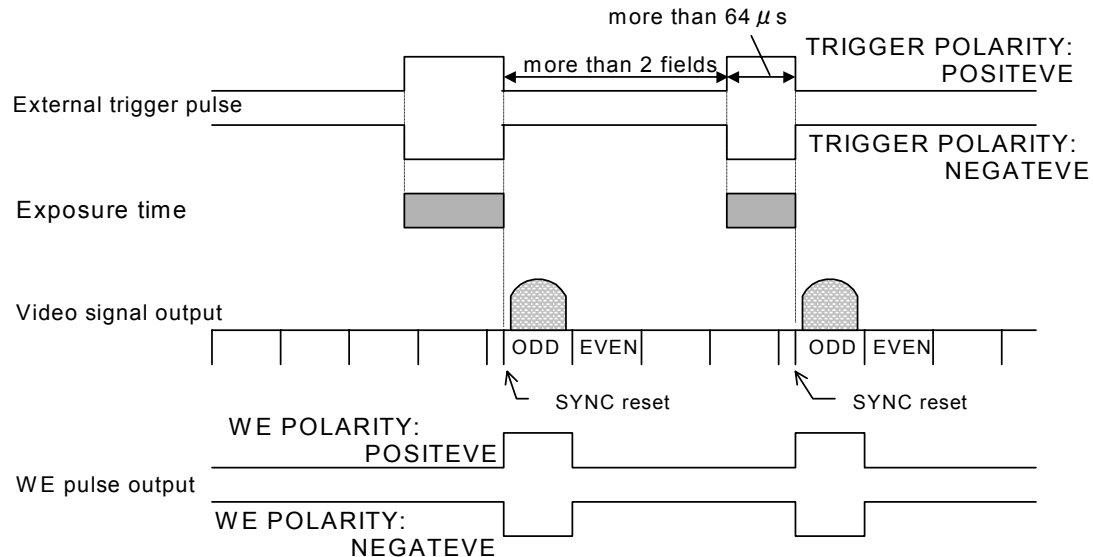 more than 64 μ s
TRIGGER POLARITY:
POSITEVE
more than 2 fields
External trigger pulse
TRIGGER POLARITY:
NEGATEVE
Exposure time
Video signal output
ODD EVEN ODD EVEN
SYNC reset SYNC reset
WE POLARITY:
POSITEVE
WE pulse output
WE POLARITY:
NEGATEVE